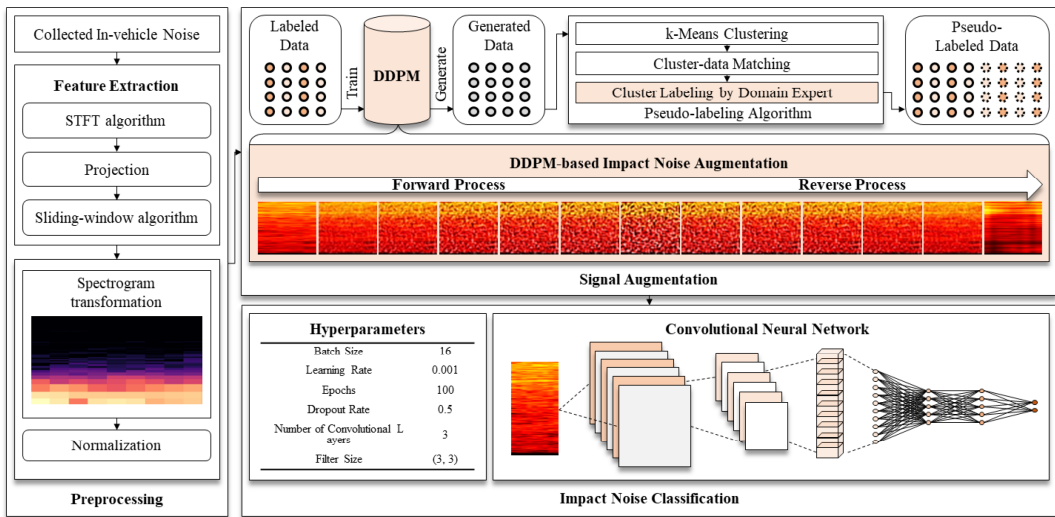 Collected In-vehicle Noise
Feature Extraction
STFT algorithm
Projection
Sliding-window algorithm
Spectrogram
transformation
Normalization
Preprocessing
Labeled
Data
Train
DDPM
Generate
Generated
Data
k-Means Clustering
Cluster-data Matching
Cluster Labeling by Domain Expert
Pseudo-labeling Algorithm
Pseudo-
Labeled Data
DDPM-based Impact Noise Augmentation
Forward Process
Reverse Process
Signal Augmentation
Hyperparameters
Batch Size 16
Learning Rate 0.001
Epochs 100
Dropout Rate 0.5
Number of Convolutional L
ayers 3
Filter Size (3, 3)
Convolutional Neural Network
Impact Noise Classification